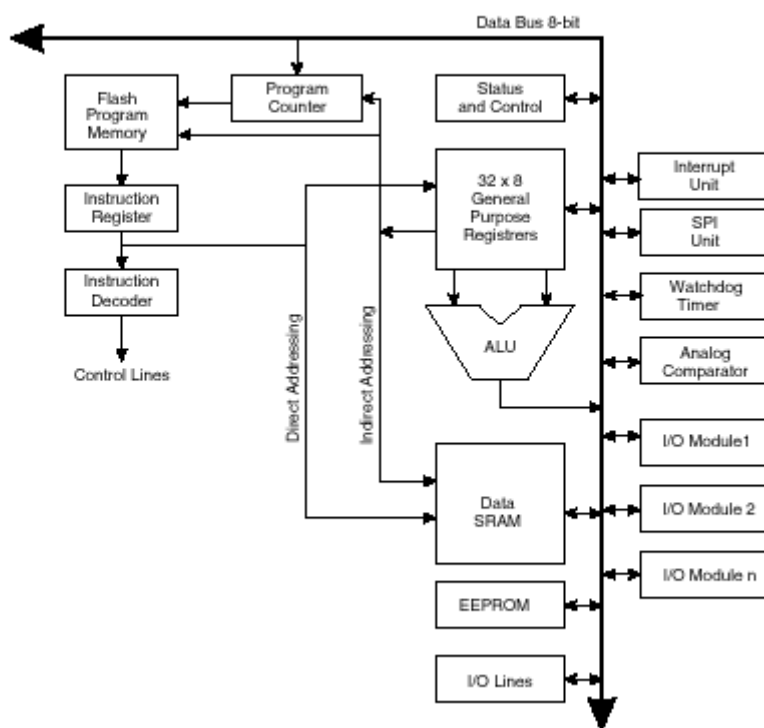 Data Bus 8-bit
Flash
Program
Memory
Program
Counter
Status
and Control
Instruction
Register
32 x 8
General
Purpose
Registrers
Interrupt
Unit
SPI
Unit
Instruction
Decoder
Watchdog
Timer
Control Lines
Direct Addressing
Indirect Addressing
ALU
Analog
Comparator
I/O Module1
Data
SRAM
I/O Module 2
I/O Module n
EEPROM
I/O Lines